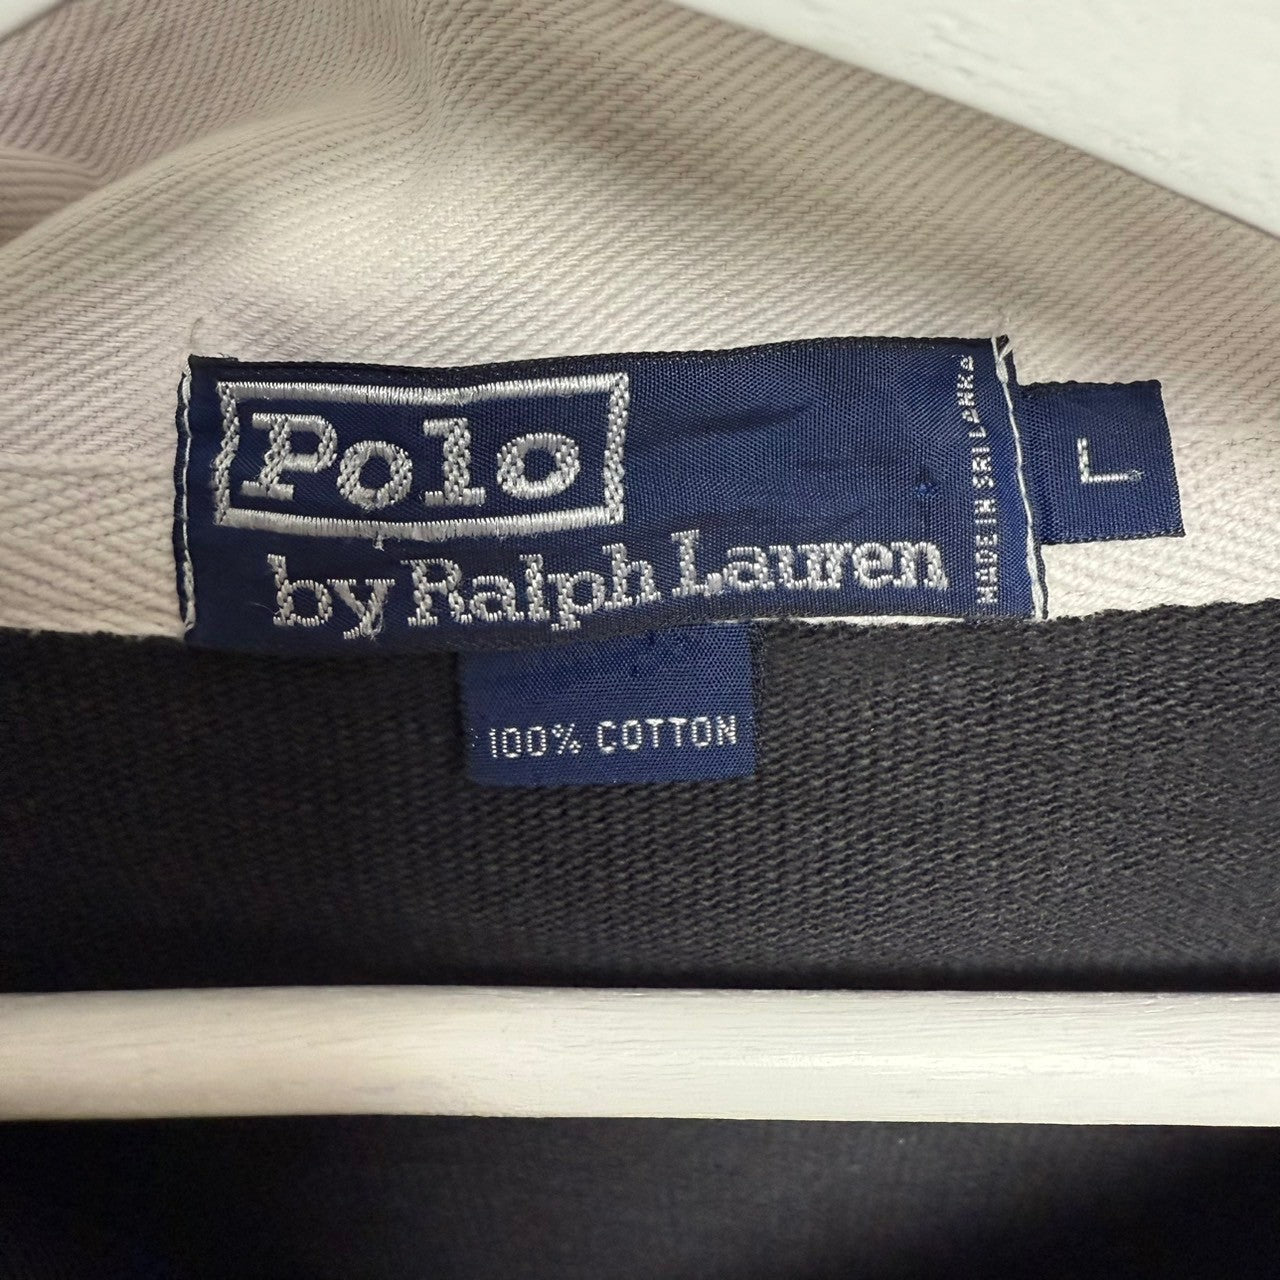 Polo
by Ralph Lauren
MADE IN SRI LANKA
L
100% COTTON